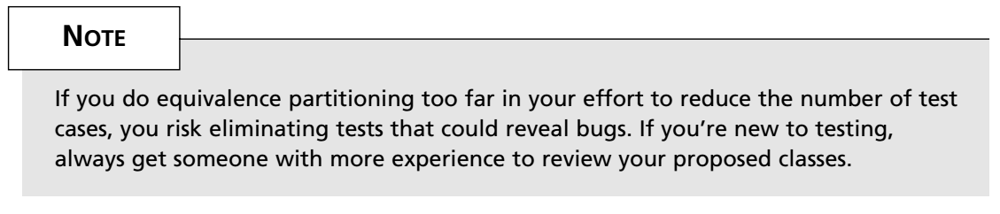 NOTE
If you do equivalence partitioning too far in your effort to reduce the number of test
cases, you risk eliminating tests that could reveal bugs. If you’re new to testing,
always get someone with more experience to review your proposed classes.